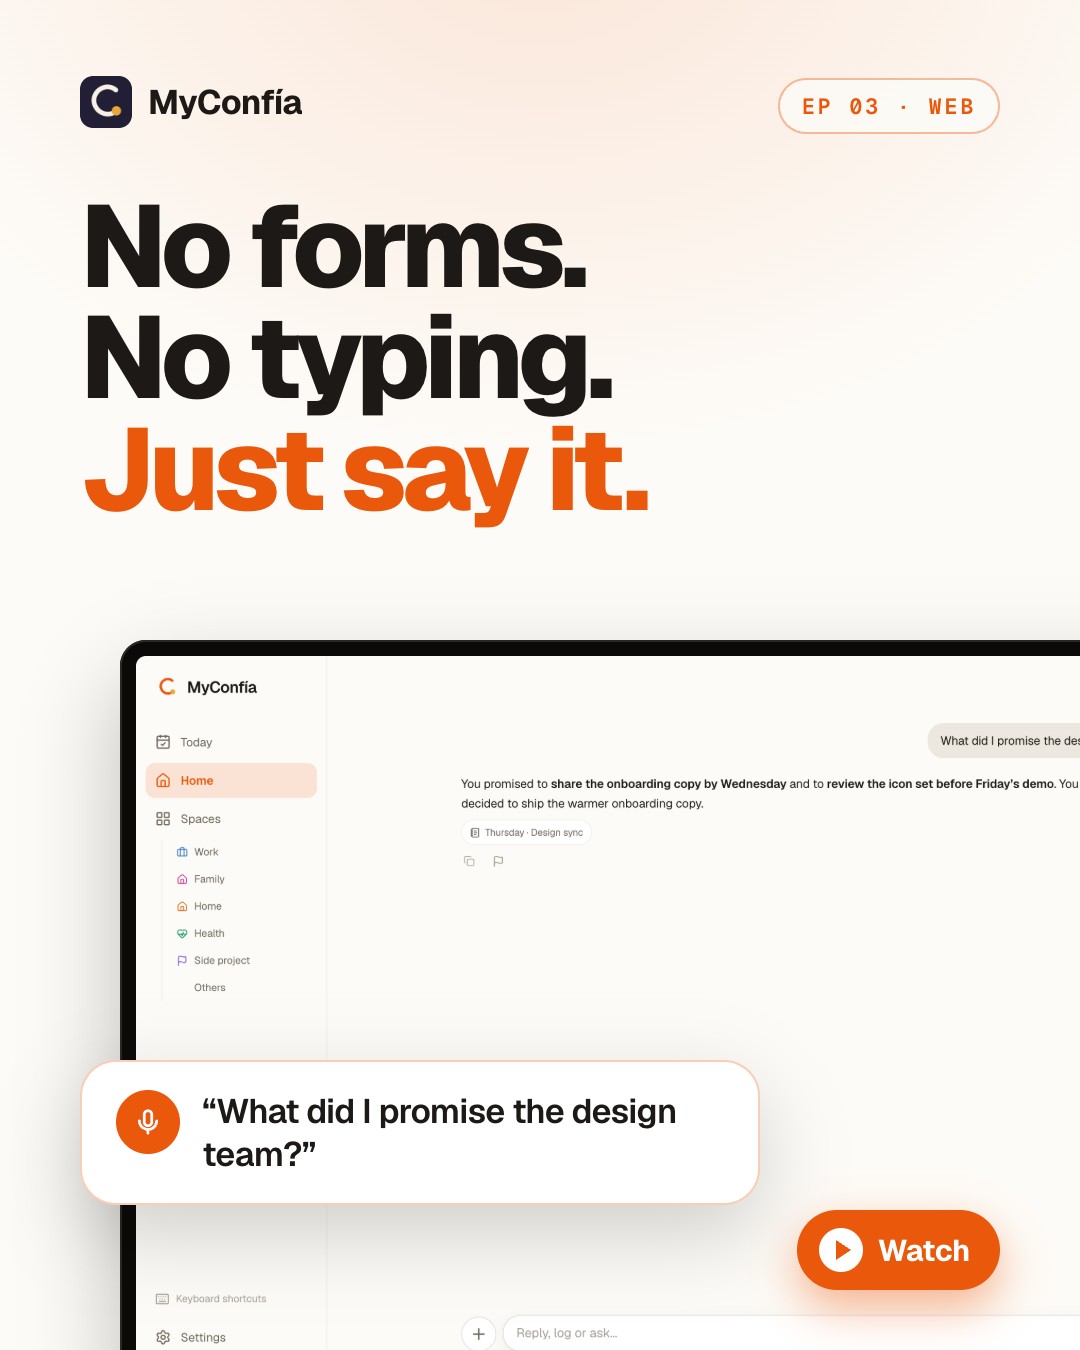 MyConfía
EP 03 · WEB
No forms.
No typing.
Just say it.
MyConfía
Today
Home
Spaces
Work
Family
Home
Health
Side project
Others
What did I promise the des
You promised to share the onboarding copy by Wednesday and to review the icon set before Friday's demo. You
decided to ship the warmer onboarding copy.
Thursday · Design sync
“What did I promise the design
team?”
Watch
Keyboard shortcuts
Settings
Reply, log or ask...